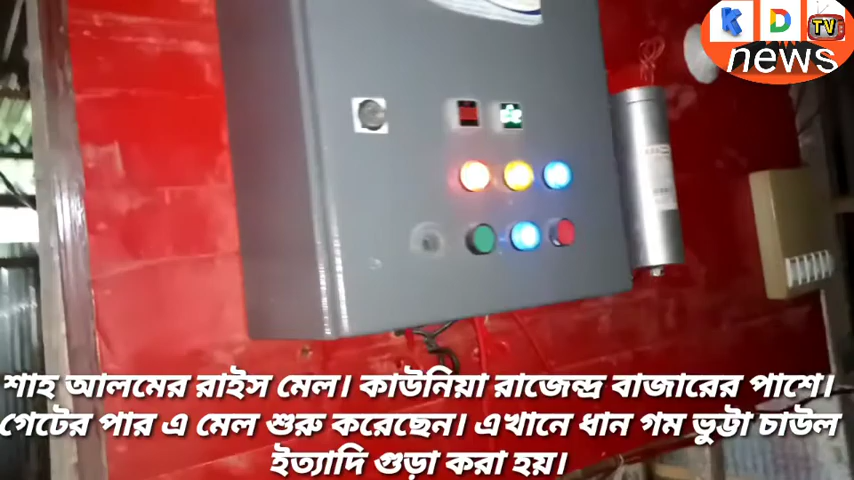 K D TV
news
শাহ আলমের রাইস মেল। কাউনিয়া রাজেন্দ্র বাজারের পাশে।
গেটের পার এ মেল শুরু করেছেন। এখানে ধান গম ভুট্টা চাউল
ইত্যাদি গুড়া করা হয়।